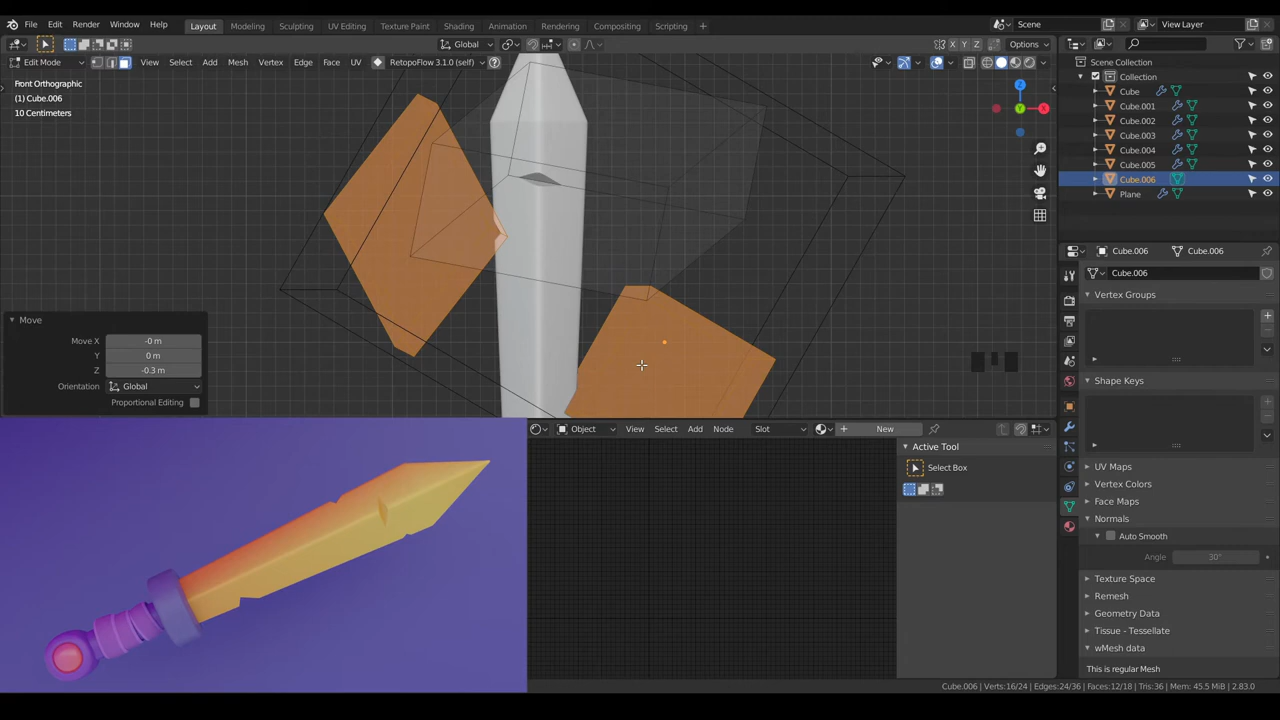 File Edit Render Window Help Layout Modeling Sculpting UV Editing Texture Paint Shading Animation Rendering Compositing Scripting + Scene View Layer
Global Options
Edit Mode View Select Add Mesh Vertex Edge Face UV RetopoFlow 3.1.0 (self)
Front Orthographic
(1) Cube.006
10 Centimeters
X Y Z
Z
X
Y
Move
Move X -0 m
Y 0 m
Z -0.3 m
Orientation Global
Proportional Editing
Object View Select Add Node Slot New
Active Tool
Select Box
Scene Collection
Collection
Cube
Cube.001
Cube.002
Cube.003
Cube.004
Cube.005
Cube.006
Plane
Cube.006 Cube.006
Cube.006
Vertex Groups
Shape Keys
UV Maps
Vertex Colors
Face Maps
Normals
Auto Smooth
Angle 30°
Texture Space
Remesh
Geometry Data
Tissue - Tessellate
wMesh data
This is regular Mesh
Cube.006 | Verts:16/24 | Edges:24/36 | Faces:12/18 | Tris:36 | Mem: 45.5 MiB | 2.83.0